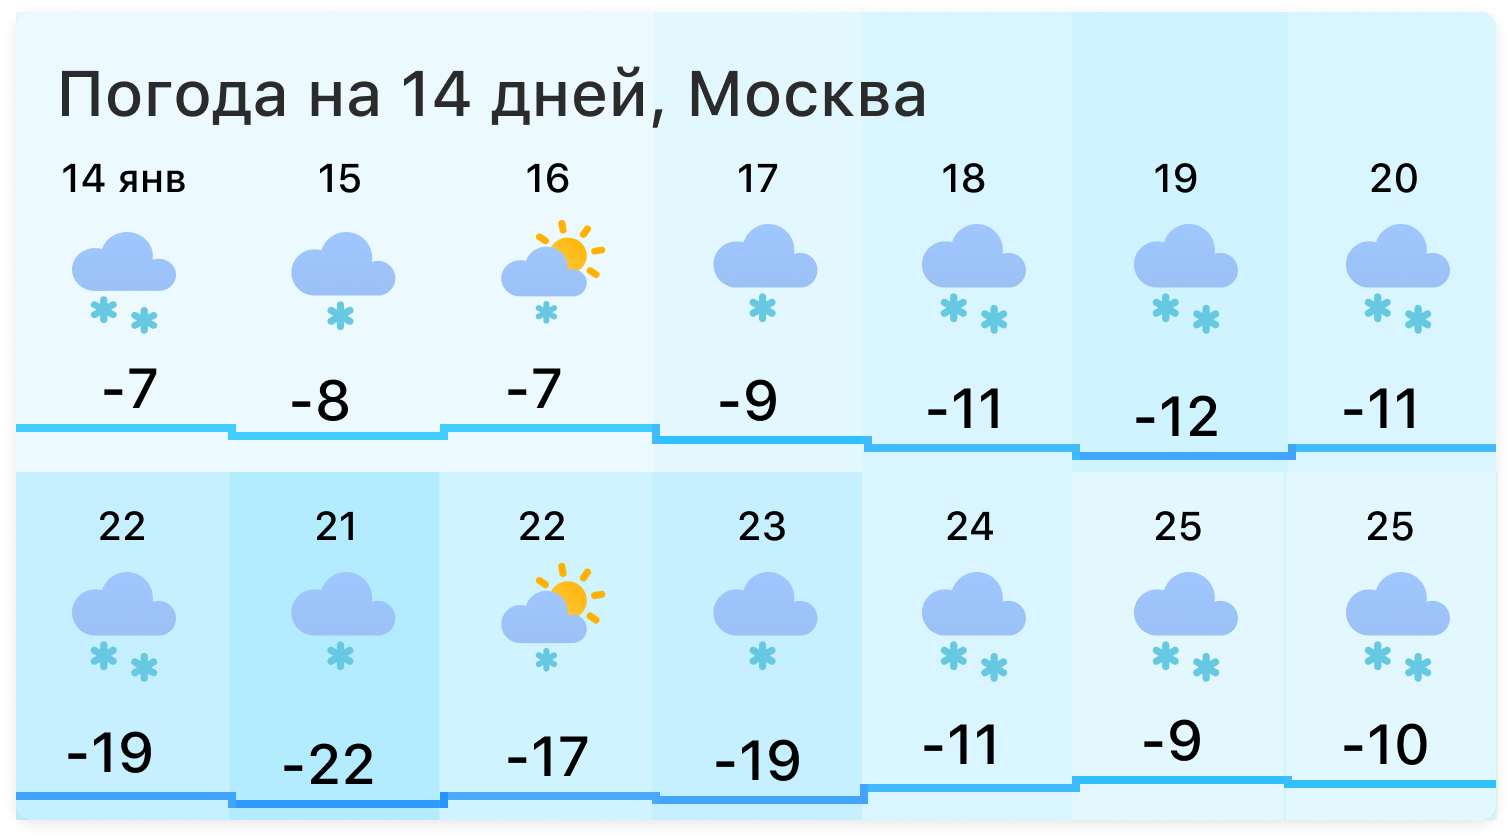 Погода на 14 дней, Москва
14 янв 15 16 17 18 19 20
-7 -8 -7 -9 -11 -12 -11
22 21 22 23 24 25 25
-19 -22 -17 -19 -11 -9 -10